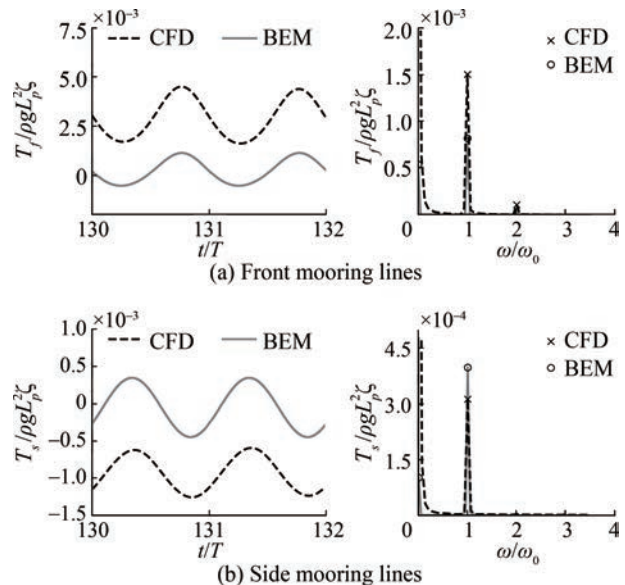 ×10⁻³
7.5
5.0
2.5
0
T_f/ρgL_p²ζ
CFD
BEM
130
131
132
t/T
×10⁻³
2.0
1.5
1.0
0.5
T_f/ρgL_p²ζ
CFD
BEM
0
1
2
3
4
ω/ω₀
(a) Front mooring lines
×10⁻³
1.0
0.5
0
−0.5
−1.0
−1.5
T_s/ρgL_p²ζ
CFD
BEM
130
131
132
t/T
×10⁻⁴
4.5
3.0
1.5
T_s/ρgL_p²ζ
CFD
BEM
0
1
2
3
4
ω/ω₀
(b) Side mooring lines